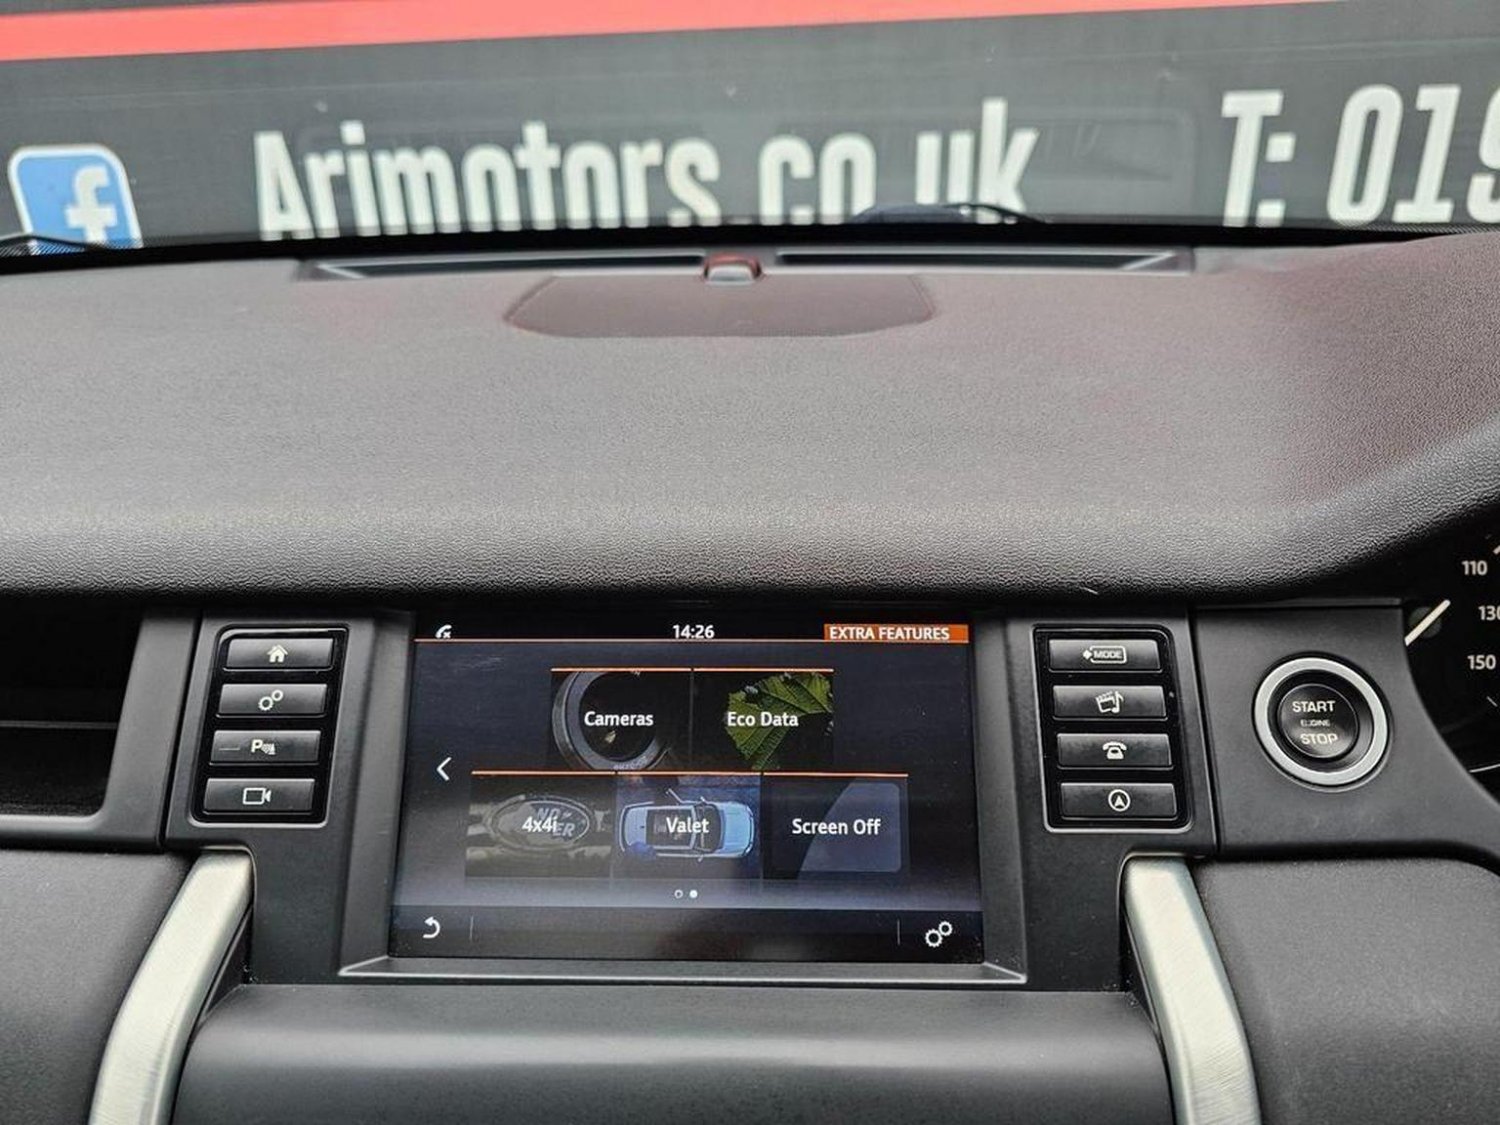 f
Arimotors.co.uk
T: 019
14:26
EXTRA FEATURES
Cameras
Eco Data
4x4i
Valet
Screen Off
P
MODE
START
ENGINE
STOP
110
130
150